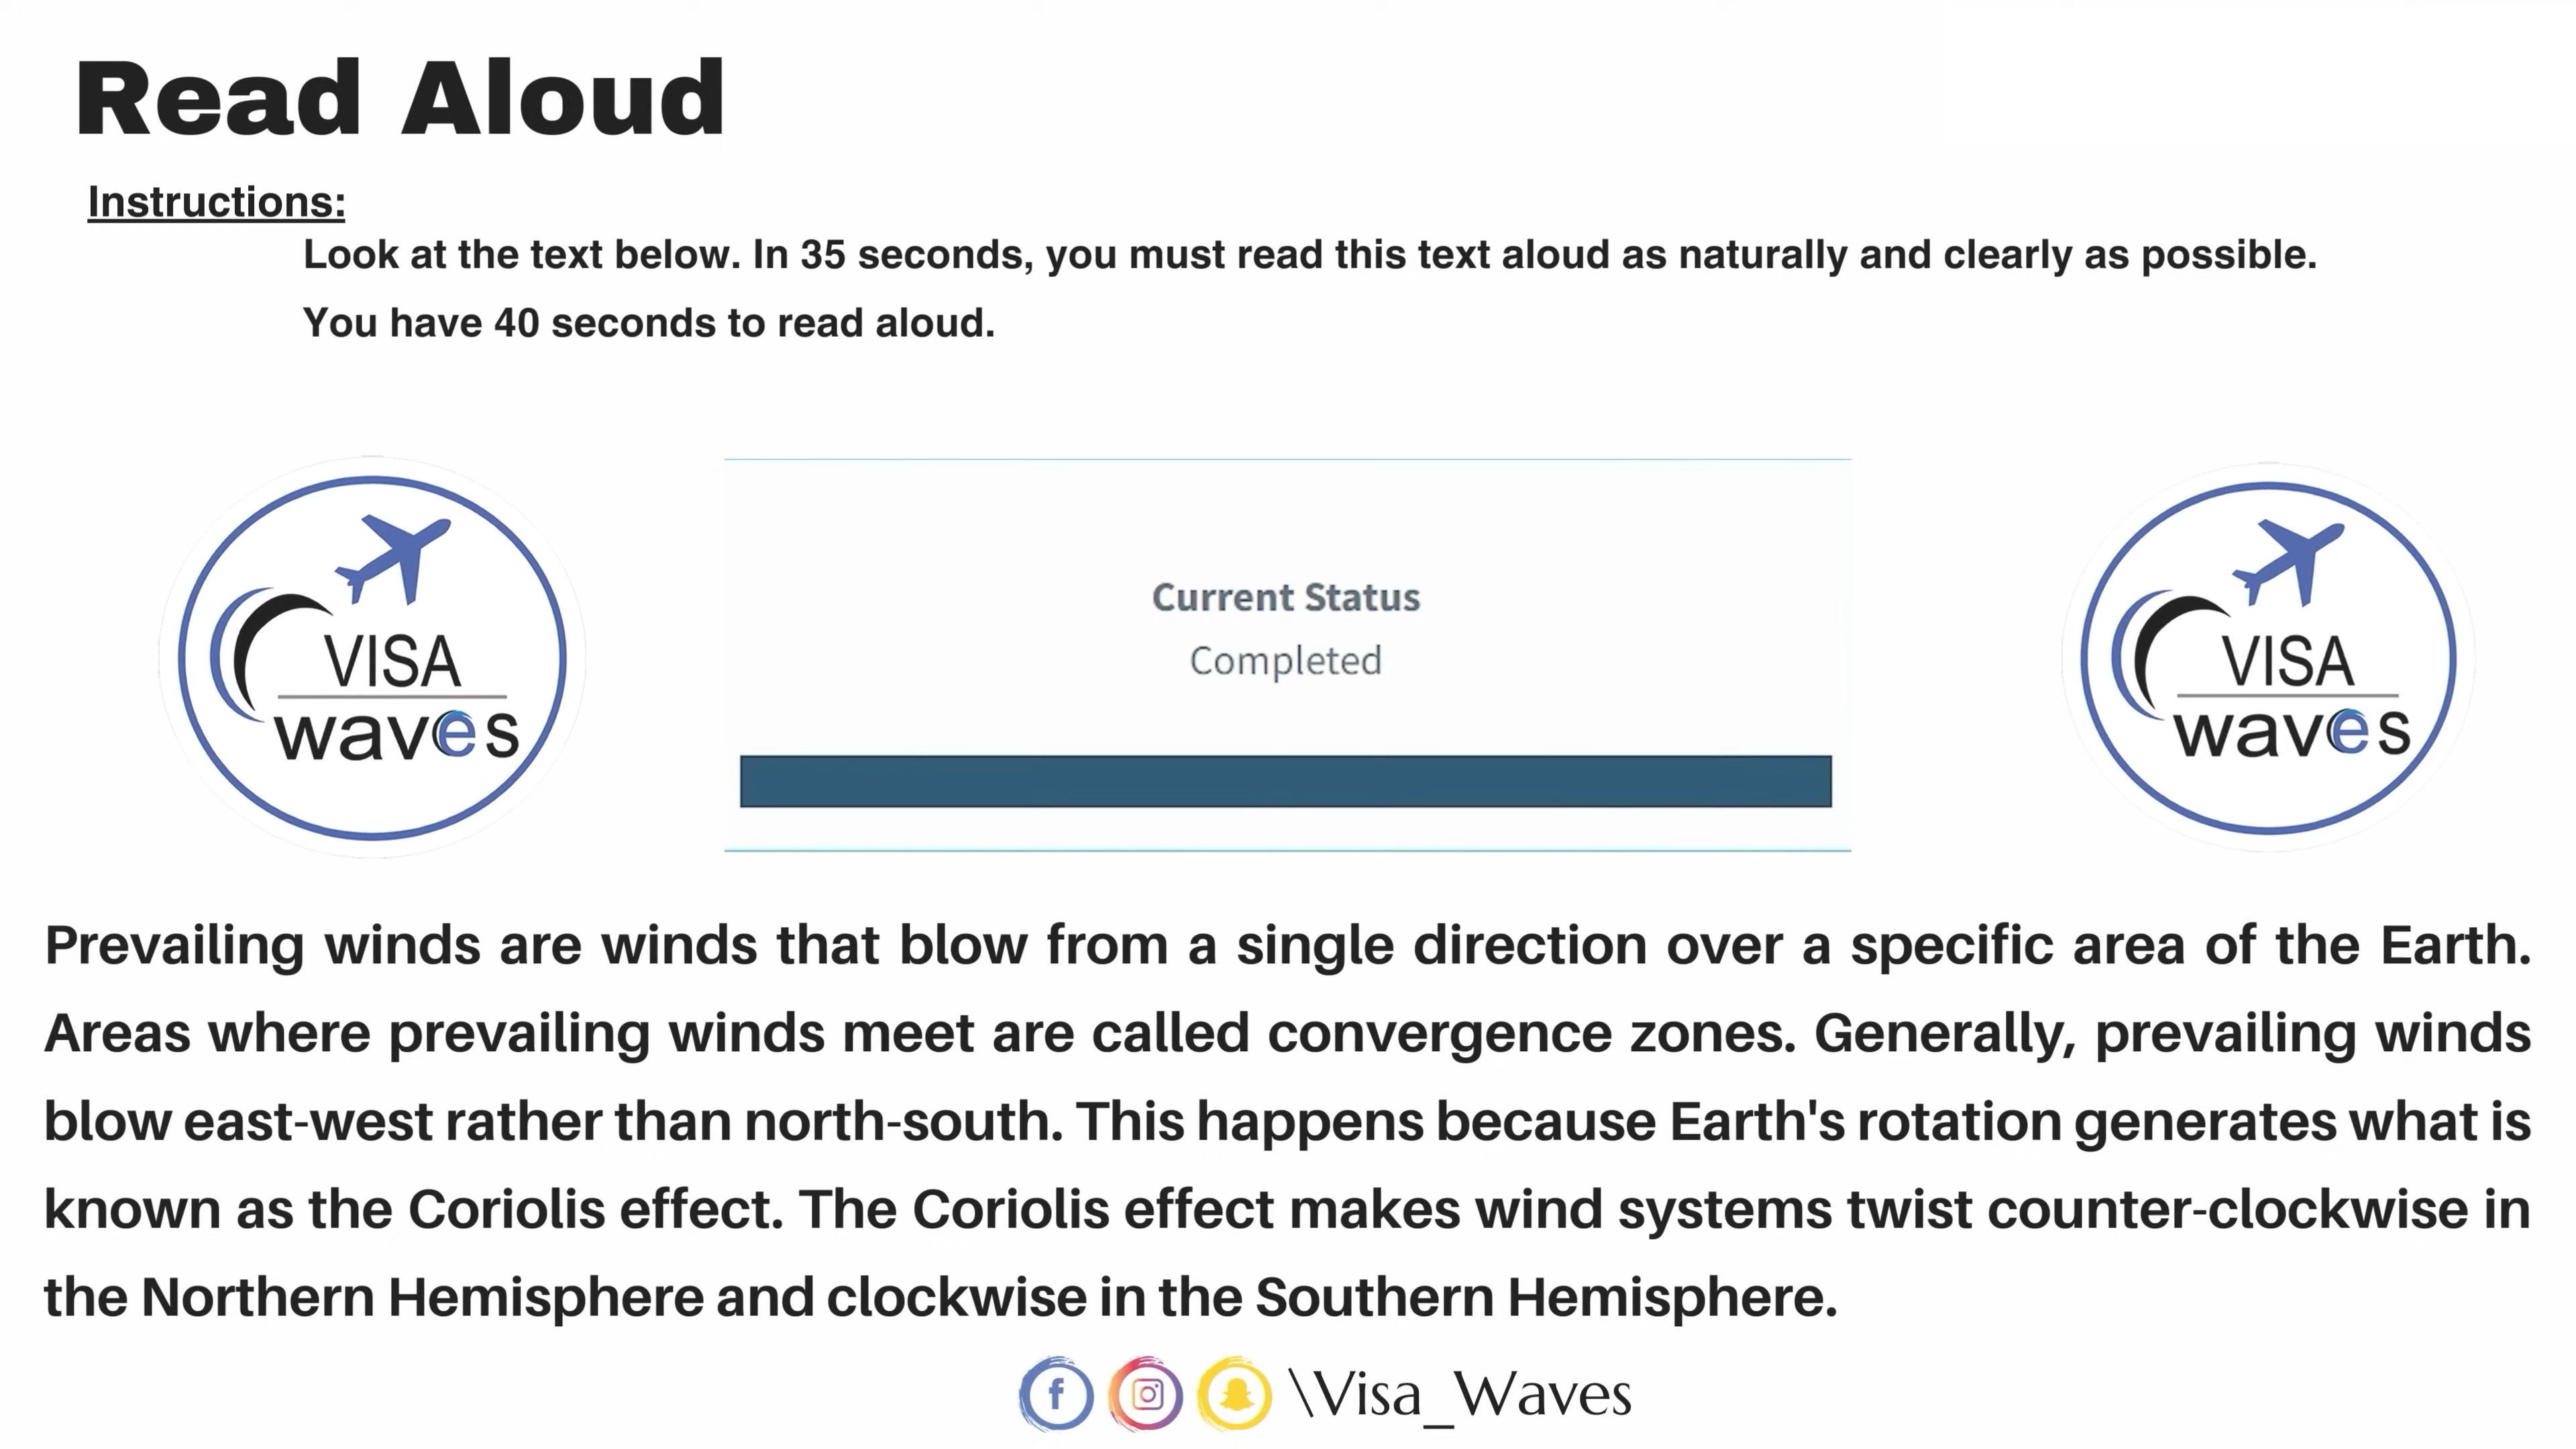 Read Aloud
Instructions:
Look at the text below. In 35 seconds, you must read this text aloud as naturally and clearly as possible.
You have 40 seconds to read aloud.
VISA
waves
Current Status
Completed
VISA
waves
Prevailing winds are winds that blow from a single direction over a specific area of the Earth.
Areas where prevailing winds meet are called convergence zones. Generally, prevailing winds
blow east-west rather than north-south. This happens because Earth's rotation generates what is
known as the Coriolis effect. The Coriolis effect makes wind systems twist counter-clockwise in
the Northern Hemisphere and clockwise in the Southern Hemisphere.
\Visa_Waves